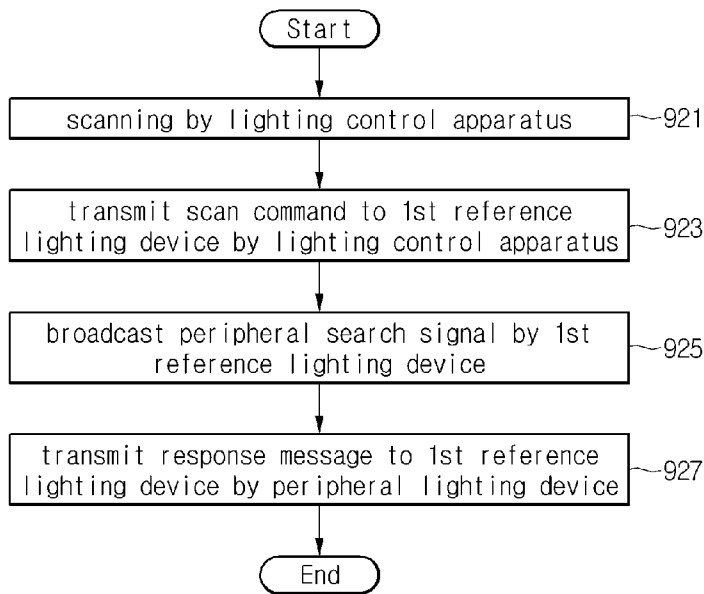 Start
scanning by lighting control apparatus
921
transmit scan command to 1st reference
lighting device by lighting control apparatus
923
broadcast peripheral search signal by 1st
reference lighting device
925
transmit response message to 1st reference
lighting device by peripheral lighting device
927
End